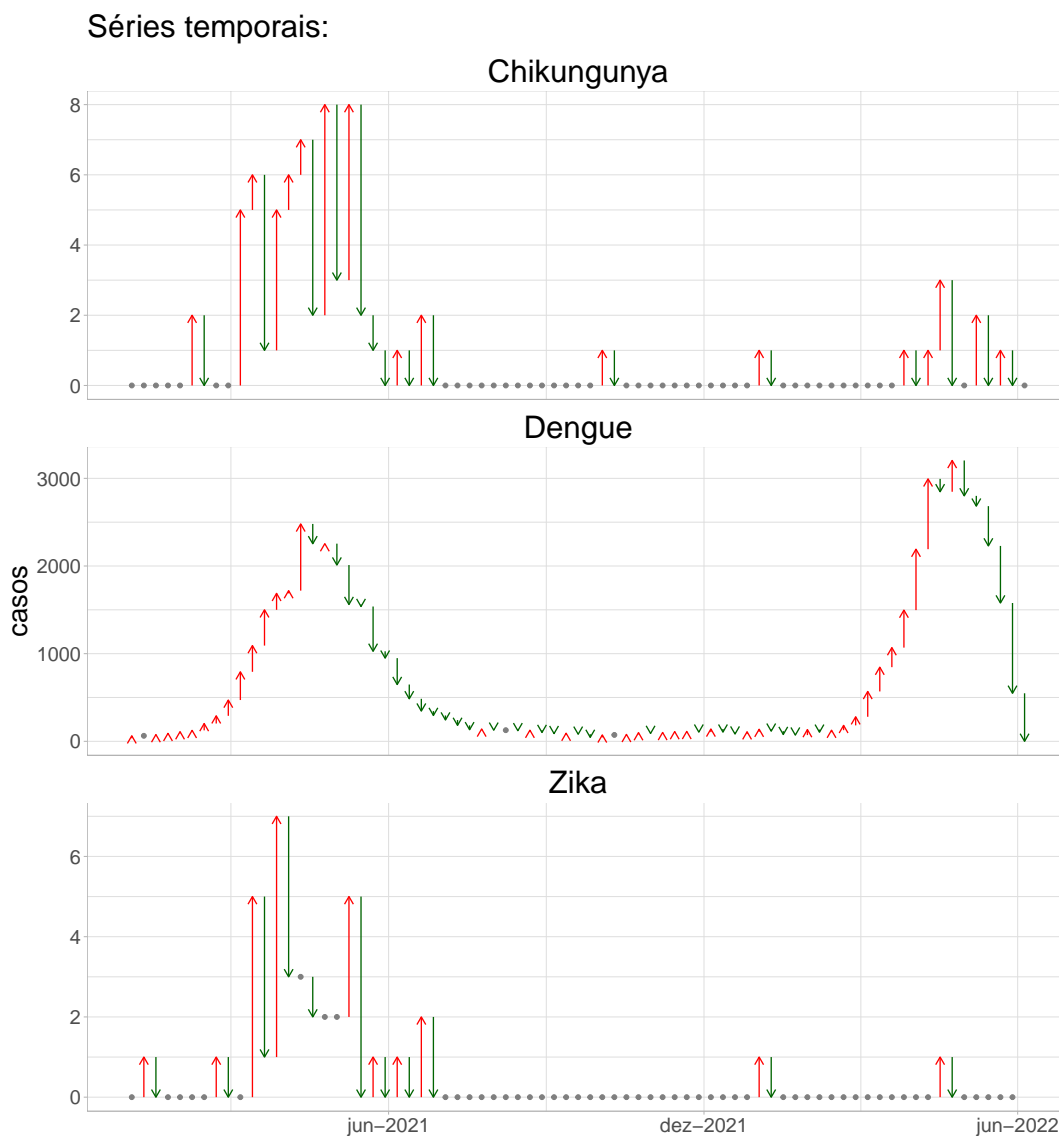 Séries temporais:
Chikungunya
8
6
4
2
0
Dengue
3000
2000
1000
0
casos
Zika
6
4
2
0
jun−2021 dez−2021 jun−2022